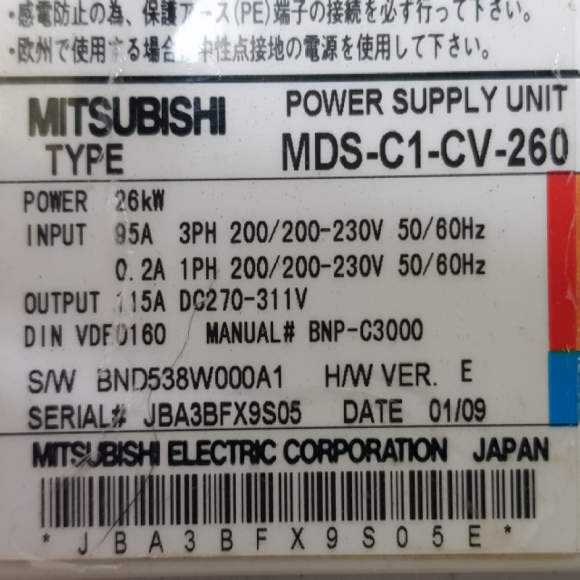 ・感電防止の為、保護アース(PE)端子の接続を必ず行って下さい。
・欧州で使用する場合、中性点接地の電源を使用して下さい。
MITSUBISHI POWER SUPPLY UNIT
TYPE MDS-C1-CV-260
POWER 26kW
INPUT 95A 3PH 200/200-230V 50/60Hz
0.2A 1PH 200/200-230V 50/60Hz
OUTPUT 115A DC270-311V
DIN VDE0160 MANUAL# BNP-C3000
S/W BND538W000A1 H/W VER. E
SERIAL# JBA3BFX9S05 DATE 01/09
MITSUBISHI ELECTRIC CORPORATION JAPAN
*JBA3BFX9S05E*